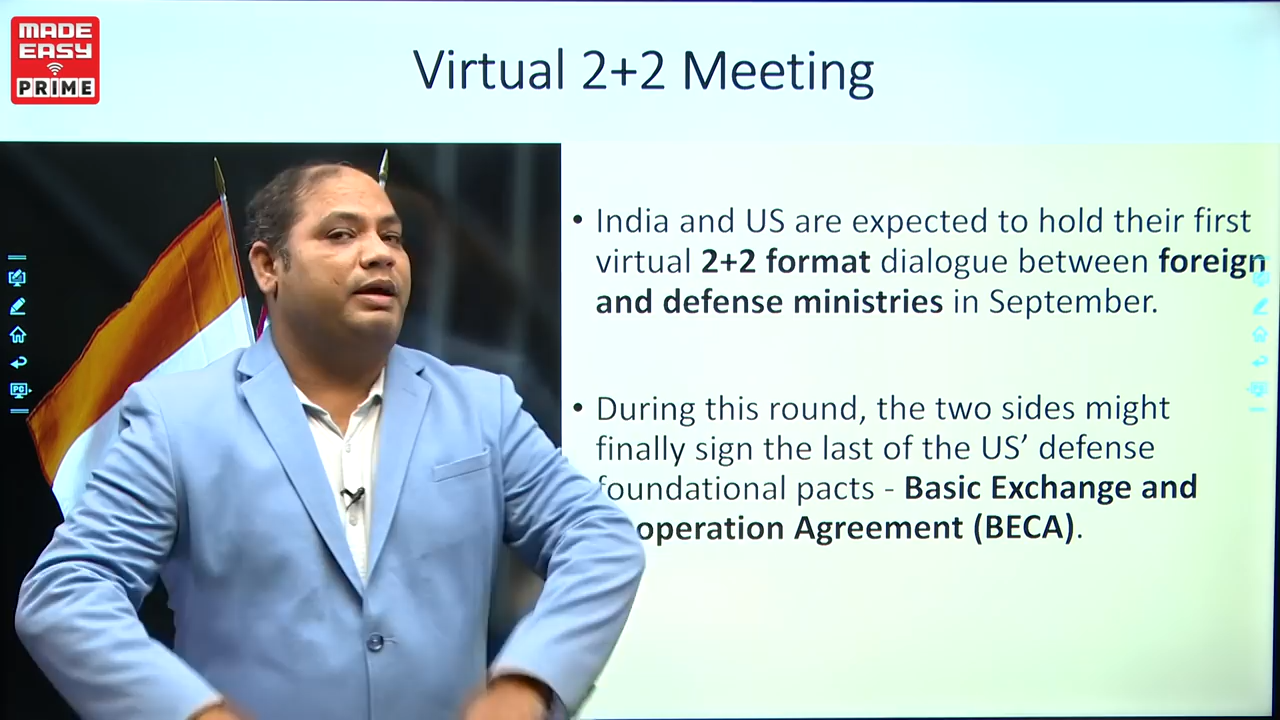 MADE
EASY
PRIME
Virtual 2+2 Meeting
• India and US are expected to hold their first
virtual 2+2 format dialogue between foreign
and defense ministries in September.
• During this round, the two sides might
finally sign the last of the US’ defense
foundational pacts - Basic Exchange and
operation Agreement (BECA).
PC